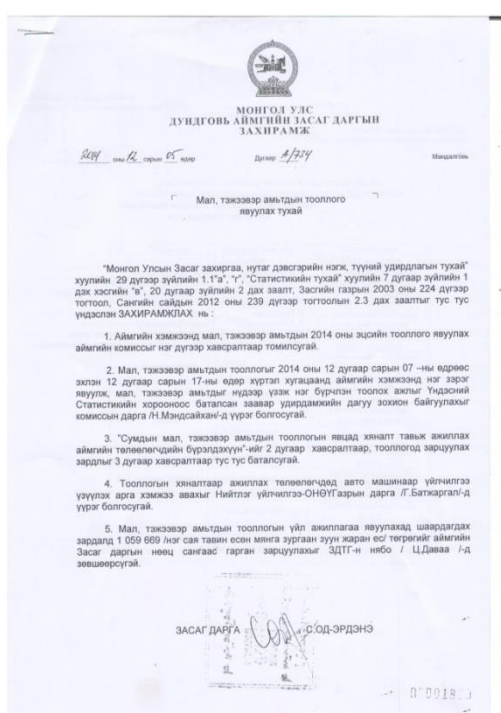 МОНГОЛ УЛС
ДУНДГОВЬ АЙМГИЙН ЗАСАГ ДАРГЫН
ЗАХИРАМЖ
2014 оны 12 сарын 05 өдөр Дугаар А/734 Мандалговь
Мал, тэжээвэр амьтдын тооллого
явуулах тухай
"Монгол Улсын Засаг захиргаа, нутаг дэвсгэрийн нэгж, түүний удирдлагын тухай"
хуулийн 29 дүгээр зүйлийн 1.1"а", "г", "Статистикийн тухай" хуулийн 7 дугаар зүйлийн 1
дэх хэсгийн "в", 20 дугаар зүйлийн 2 дах заалт, Засгийн газрын 2003 оны 224 дүгээр
тогтоол, Сангийн сайдын 2012 оны 239 дүгээр тогтоолын 2.3 дах заалтыг тус тус
үндэслэн ЗАХИРАМЖЛАХ нь :
1. Аймгийн хэмжээнд мал, тэжээвэр амьтдын 2014 оны эцсийн тооллого явуулах
аймгийн комиссыг нэг дүгээр хавсралтаар томилсугай.
2. Мал, тэжээвэр амьтдын тооллогыг 2014 оны 12 дугаар сарын 07 –ны өдрөөс
эхлэн 12 дугаар сарын 17-ны өдөр хүртэл хугацаанд аймгийн хэмжээнд нэг зэрэг
явуулж, мал, тэжээвэр амьтдыг нүдээр үзэж нэг бүрчлэн тоолох ажлыг Үндэсний
Статистикийн хорооноос баталсан заавар удирдамжийн дагуу зохион байгуулахыг
комиссын дарга /Н.Мэндсайхан/-д үүрэг болгосугай.
3. "Сумдын мал, тэжээвэр амьтдын тооллогын явцад хяналт тавьж ажиллах
аймгийн төлөөлөгчдийн бүрэлдэхүүн"-ийг 2 дугаар хавсралтаар, тооллогод зарцуулах
зардлыг 3 дугаар хавсралтаар тус тус баталсугай.
4. Тооллогын хяналтаар ажиллах төлөөлөгчдөд авто машинаар үйлчилгээ
үзүүлэх арга хэмжээ авахыг Нийтлэг үйлчилгээ-ОНӨҮГазрын дарга /Г.Батжаргал/-д
үүрэг болгосугай.
5. Мал, тэжээвэр амьтдын тооллогын үйл ажиллагаа явуулахад шаардагдах
зардалд 1 059 669 /нэг сая тавин есөн мянга зургаан зуун жаран ес/ төгрөгийг аймгийн
Засаг даргын нөөц сангаас гарган зарцуулахыг ЗДТГ-н нябо / Ц.Даваа /-д
зөвшөөрсүгэй.
ЗАСАГ ДАРГА С.ОД-ЭРДЭНЭ